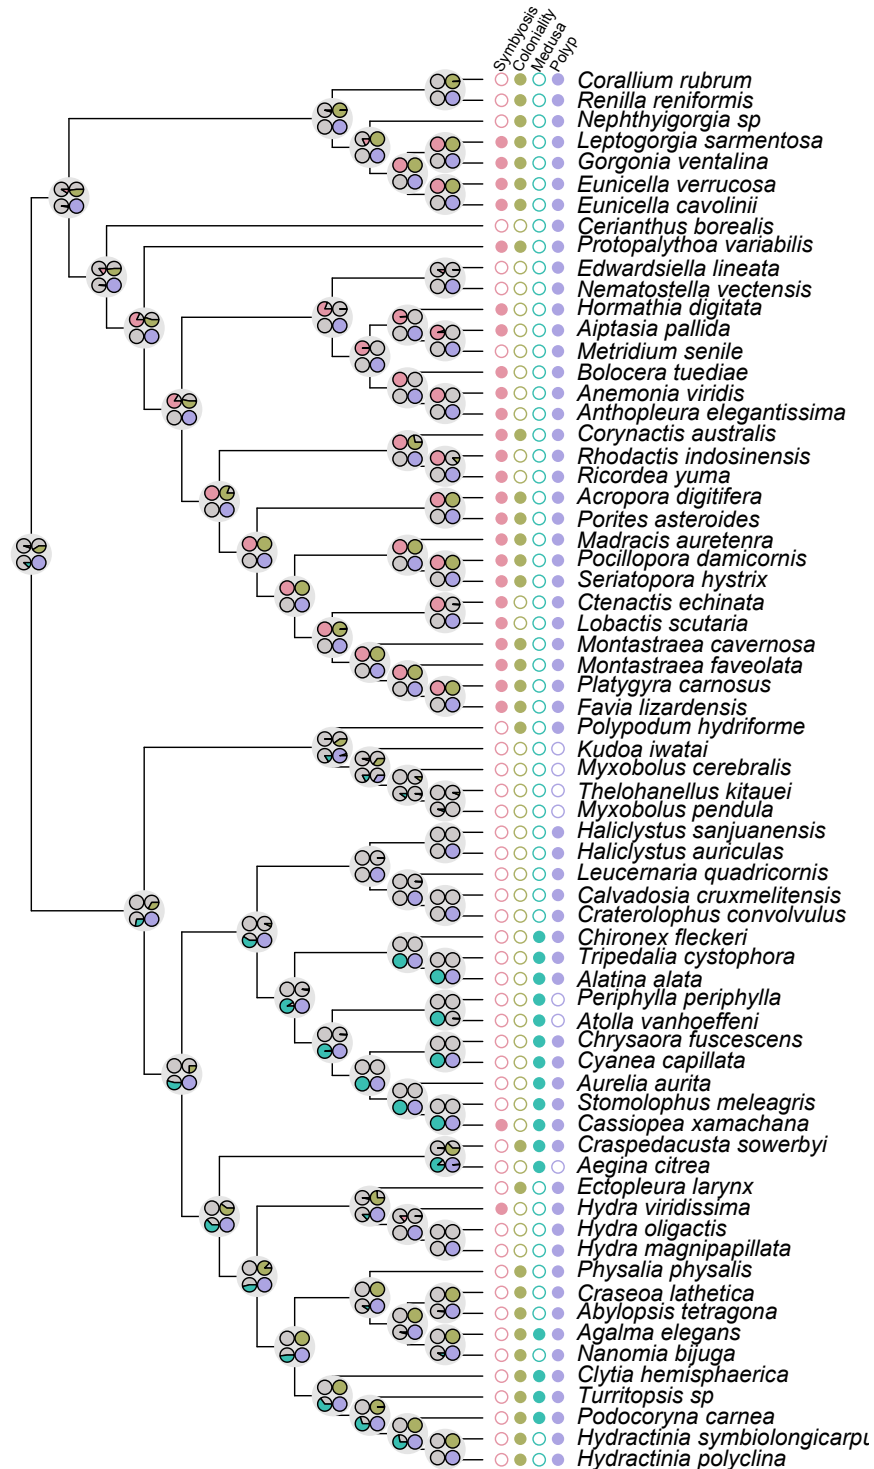 Symbyosis
Coloniality
Medusa
Polyp
Corallium rubrum
Renilla reniformis
Nephthyigorgia sp
Leptogorgia sarmentosa
Gorgonia ventalina
Eunicella verrucosa
Eunicella cavolinii
Cerianthus borealis
Protopalythoa variabilis
Edwardsiella lineata
Nematostella vectensis
Hormathia digitata
Aiptasia pallida
Metridium senile
Bolocera tuediae
Anemonia viridis
Anthopleura elegantissima
Corynactis australis
Rhodactis indosinensis
Ricordea yuma
Acropora digitifera
Porites asteroides
Madracis auretenra
Pocillopora damicornis
Seriatopora hystrix
Ctenactis echinata
Lobactis scutaria
Montastraea cavernosa
Montastraea faveolata
Platygyra carnosus
Favia lizardensis
Polypodum hydriforme
Kudoa iwatai
Myxobolus cerebralis
Thelohanellus kitauei
Myxobolus pendula
Haliclystus sanjuanensis
Haliclystus auriculas
Leucernaria quadricornis
Calvadosia cruxmelitensis
Craterolophus convolvulus
Chironex fleckeri
Tripedalia cystophora
Alatina alata
Periphylla periphylla
Atolla vanhoeffeni
Chrysaora fuscescens
Cyanea capillata
Aurelia aurita
Stomolophus meleagris
Cassiopea xamachana
Craspedacusta sowerbyi
Aegina citrea
Ectopleura larynx
Hydra viridissima
Hydra oligactis
Hydra magnipapillata
Physalia physalis
Craseoa lathetica
Abylopsis tetragona
Agalma elegans
Nanomia bijuga
Clytia hemisphaerica
Turritopsis sp
Podocoryna carnea
Hydractinia symbiolongicarpu
Hydractinia polyclina